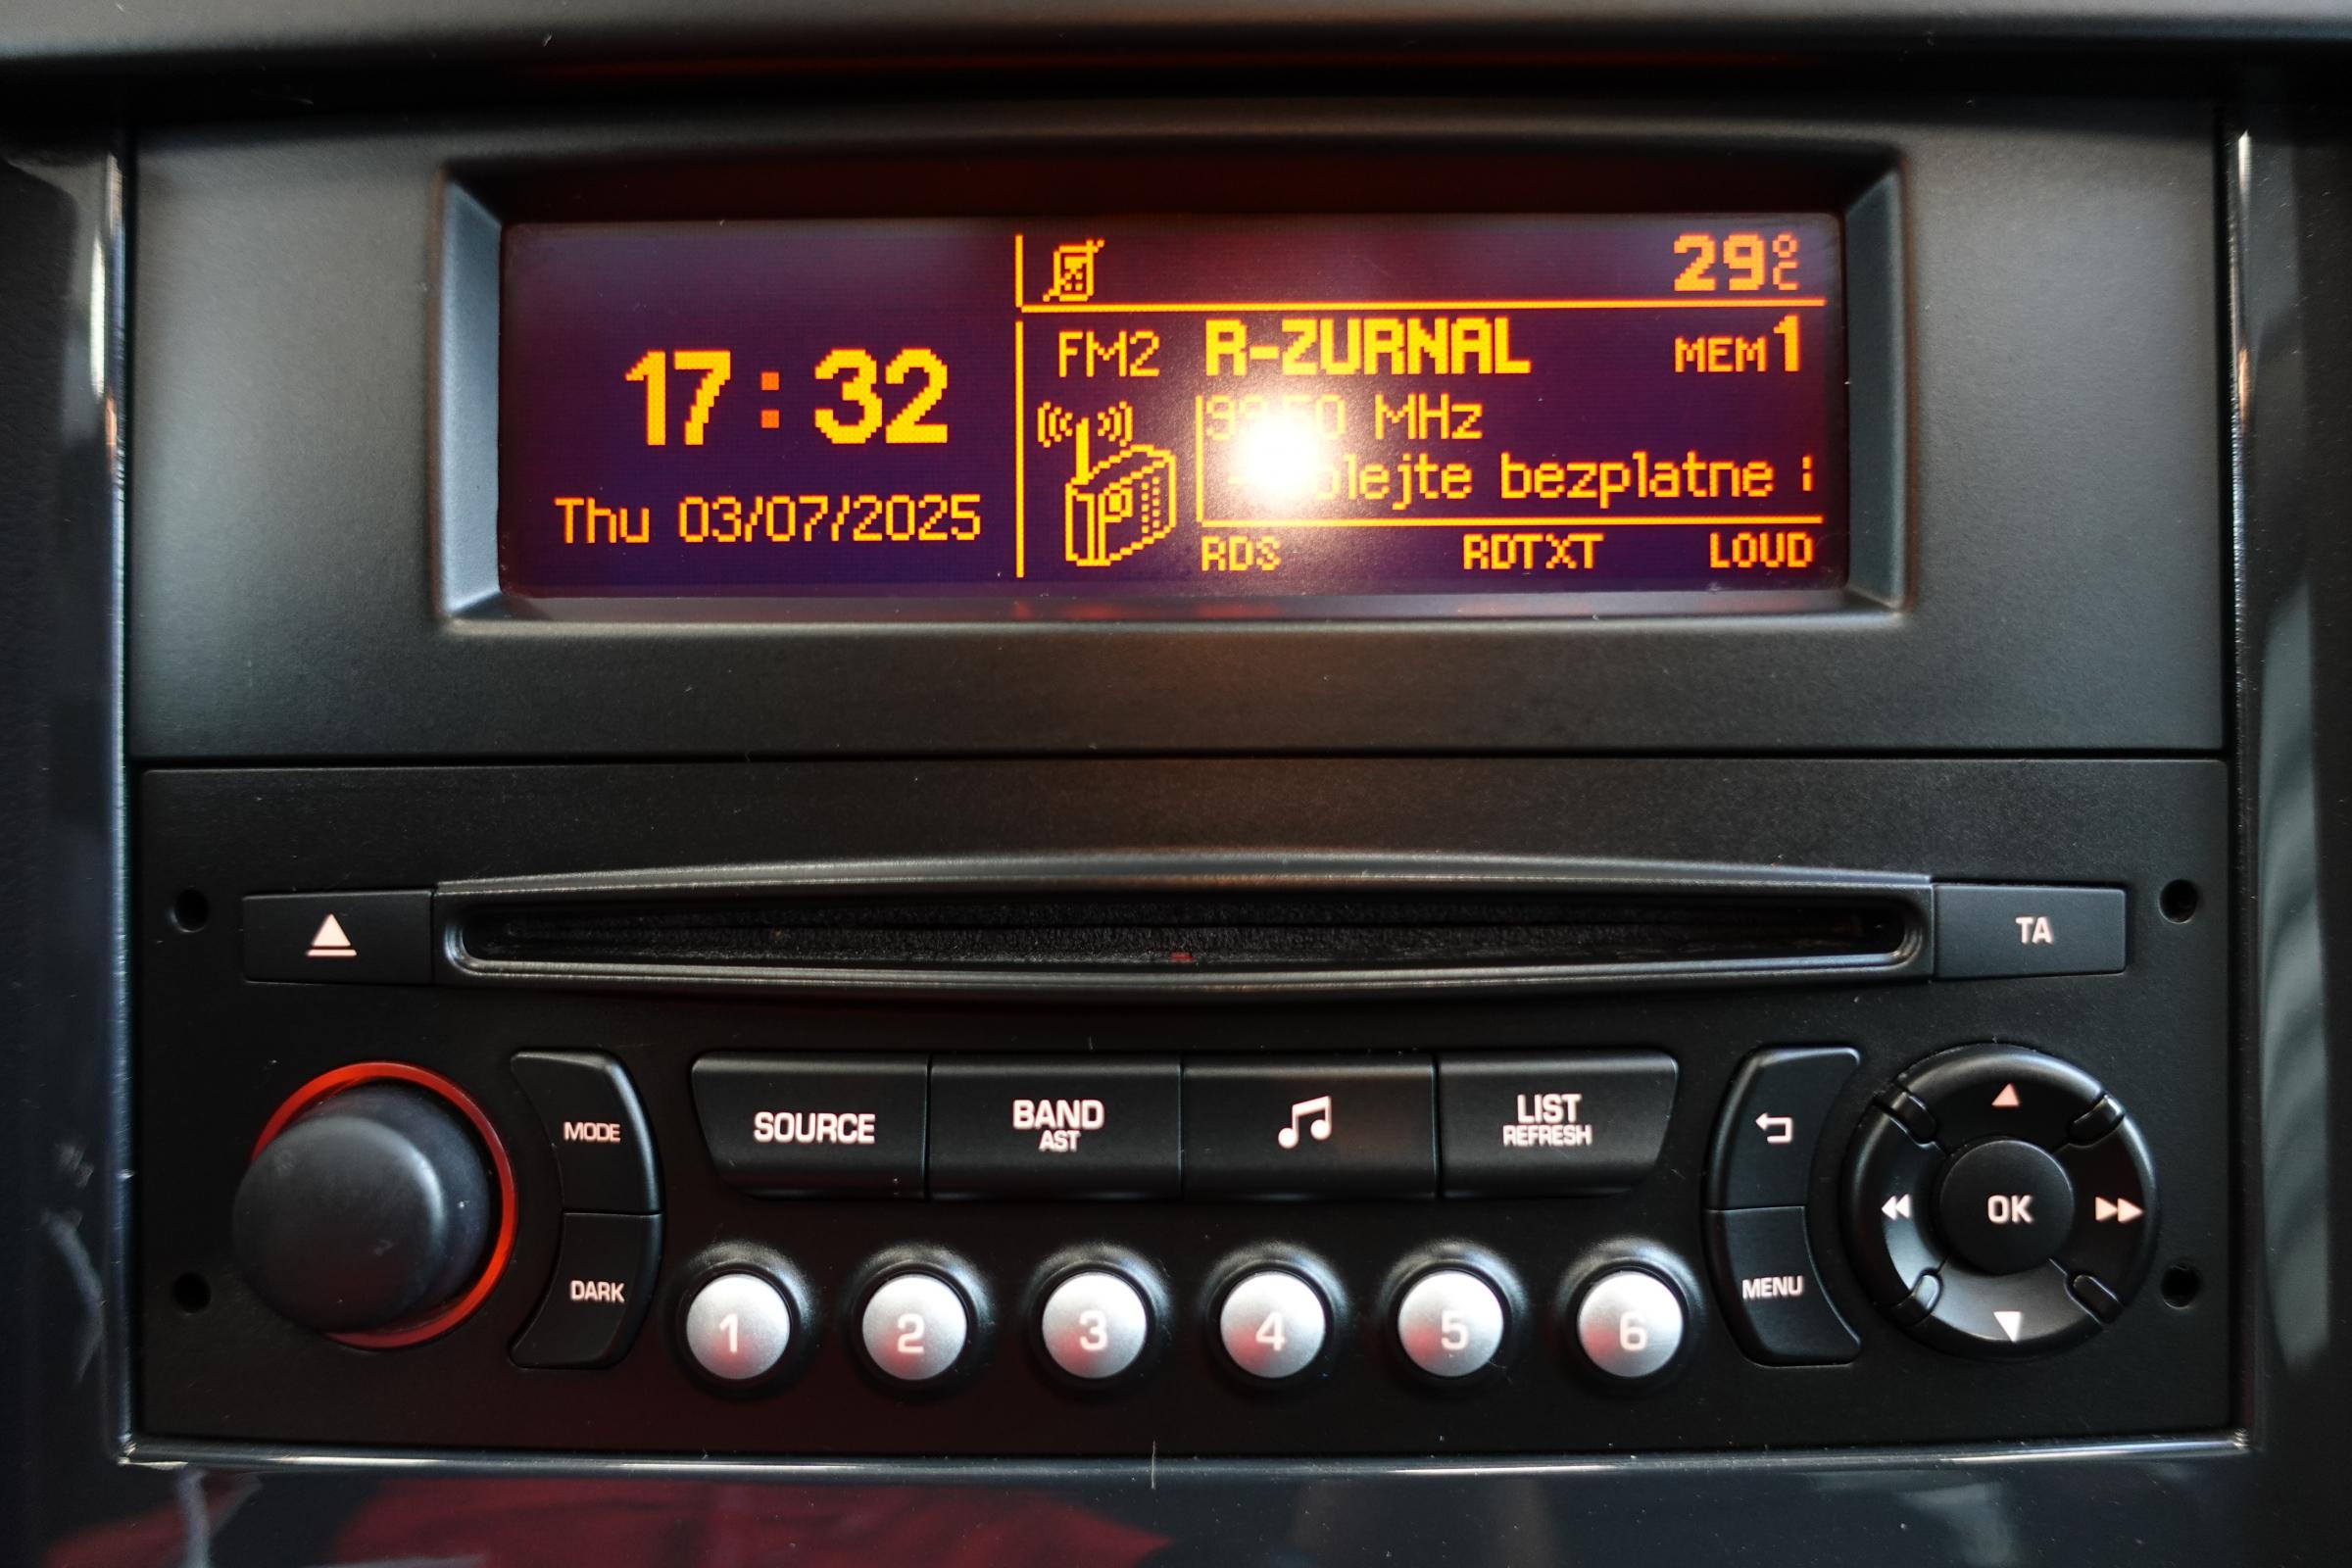 29°C
17:32
Thu 03/07/2025
FM2 R-ZURNAL MEM1
MHz
bezplatne
RDS RDTXT LOUD
TA
MODE
DARK
SOURCE
BAND
AST
LIST
REFRESH
MENU
OK
1 2 3 4 5 6